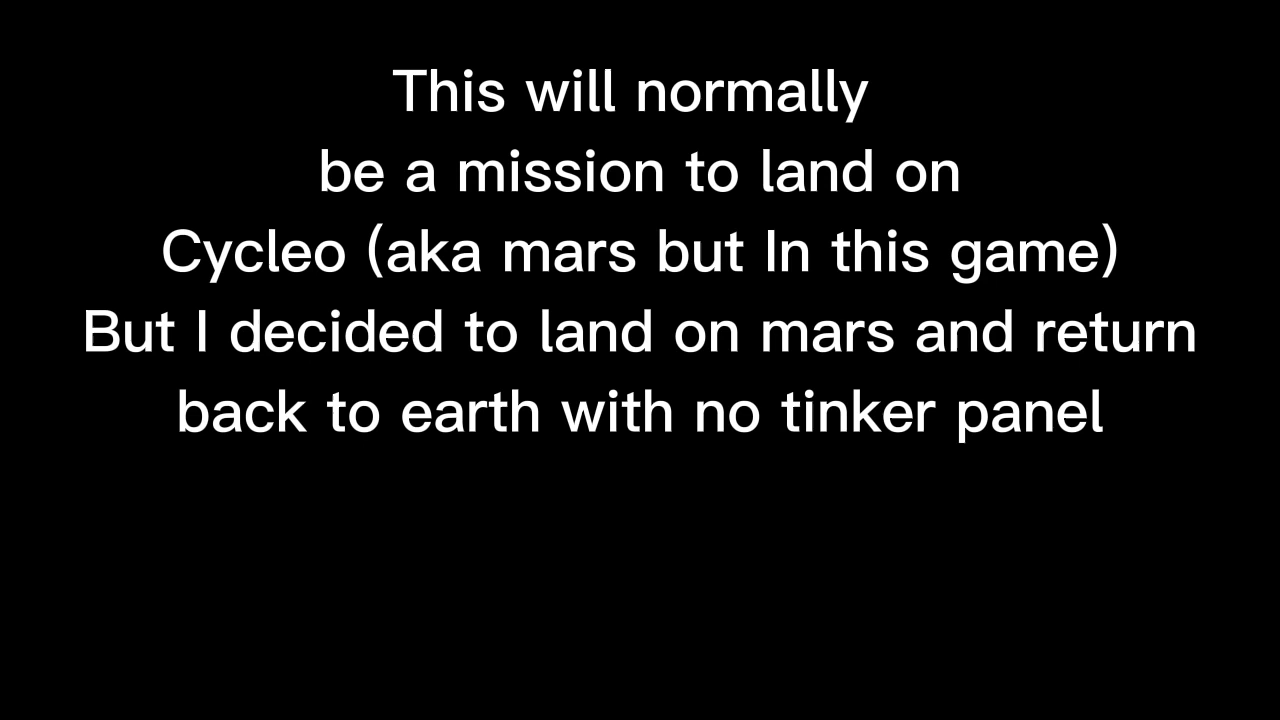 This will normally
be a mission to land on
Cycleo (aka mars but In this game)
But I decided to land on mars and return
back to earth with no tinker panel